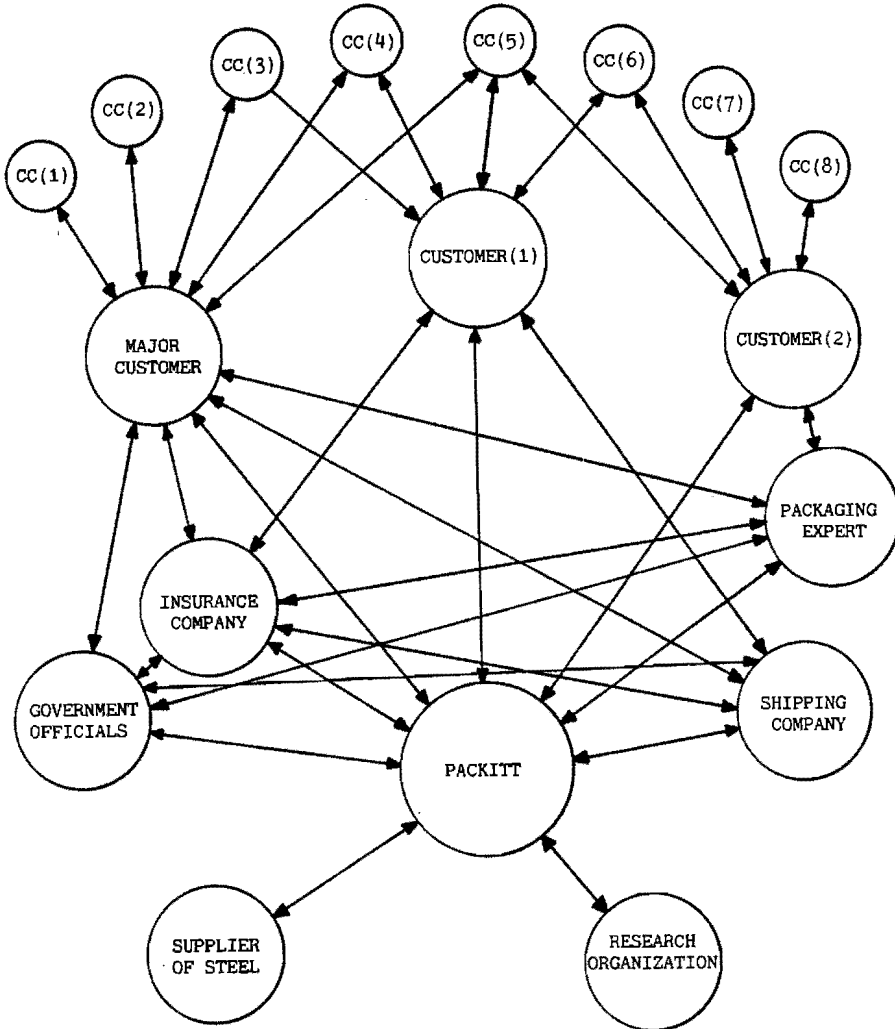 CC(1)
CC(2)
CC(3)
CC(4)
CC(5)
CC(6)
CC(7)
CC(8)
CUSTOMER(1)
MAJOR
CUSTOMER
CUSTOMER(2)
PACKAGING
EXPERT
INSURANCE
COMPANY
GOVERNMENT
OFFICIALS
SHIPPING
COMPANY
PACKITT
SUPPLIER
OF STEEL
RESEARCH
ORGANIZATION